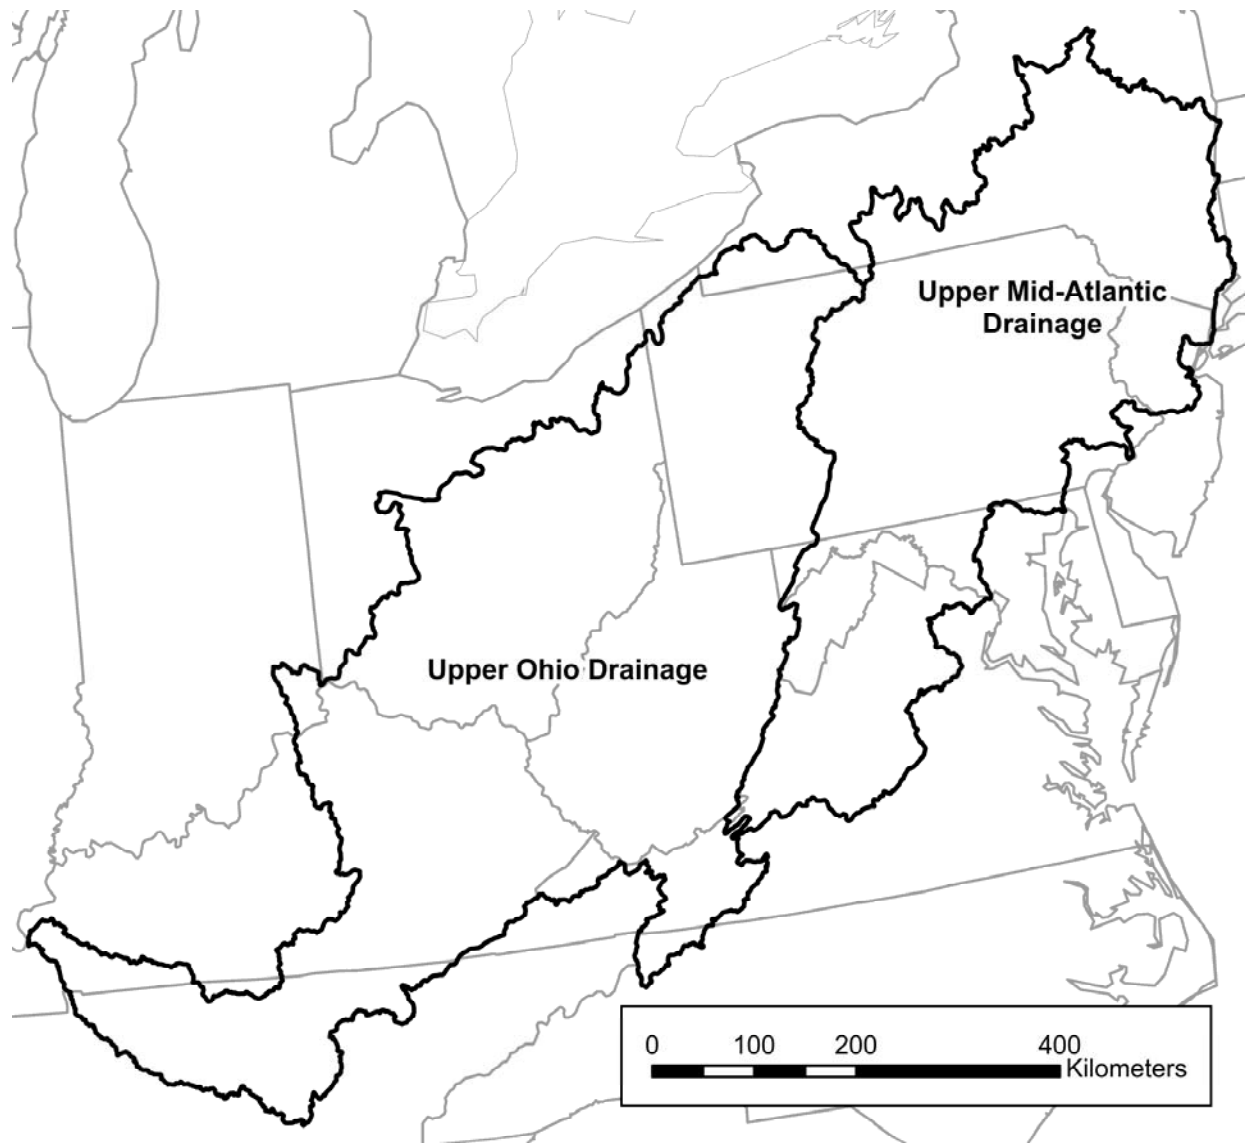 Upper Mid-Atlantic
Drainage
Upper Ohio Drainage
0 100 200 400
Kilometers